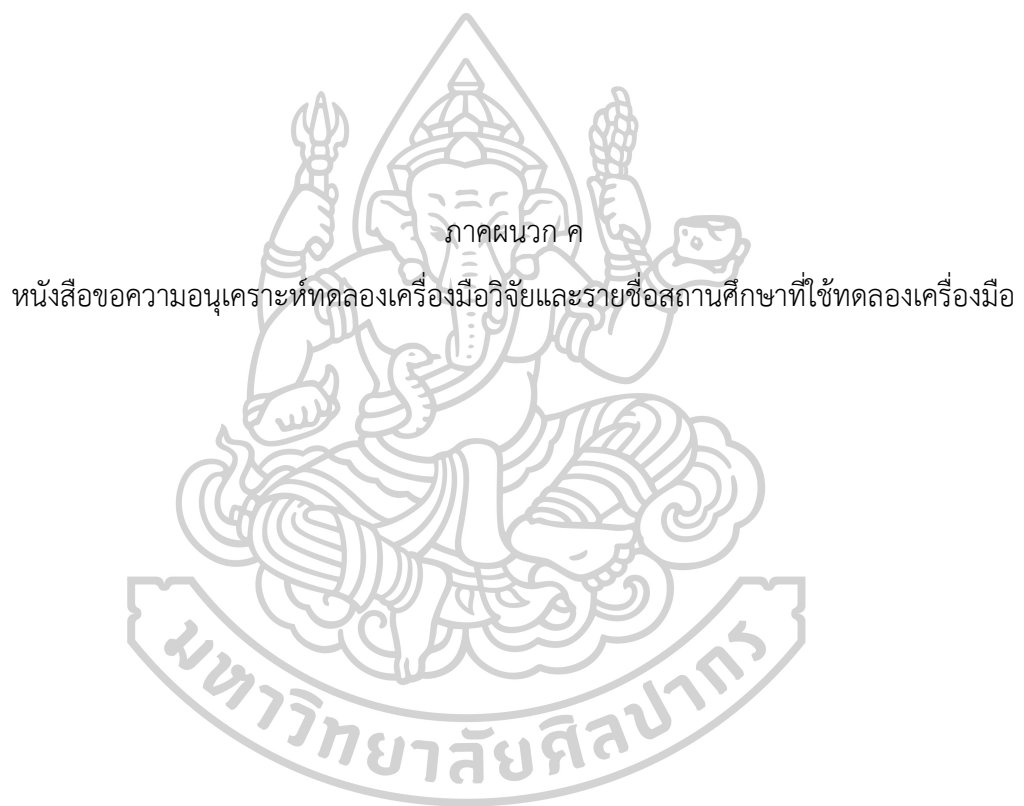 ภาคผนวก ค
หนังสือขอความอนุเคราะห์ทดลองเครื่องมือวิจัยและรายชื่อสถานศึกษาที่ใช้ทดลองเครื่องมือ
มหาวิทยาลัยศิลปากร